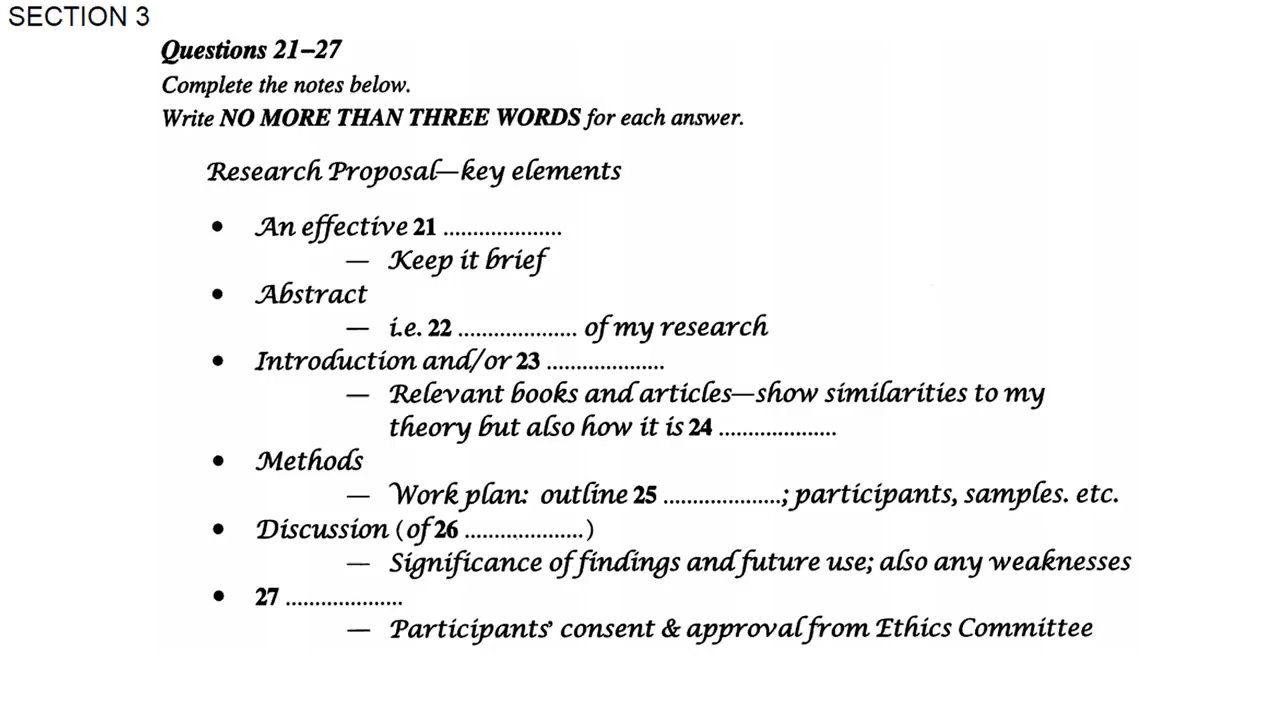 SECTION 3
Questions 21–27
Complete the notes below.
Write NO MORE THAN THREE WORDS for each answer.
Research Proposal—key elements
• An effective 21 .....................
— Keep it brief
• Abstract
— i.e. 22 ..................... of my research
• Introduction and/or 23 .....................
— Relevant books and articles—show similarities to my
theory but also how it is 24 .....................
• Methods
— Work plan: outline 25 .....................; participants, samples. etc.
• Discussion (of 26 .....................)
— Significance of findings and future use; also any weaknesses
• 27 .....................
— Participants' consent & approval from Ethics Committee